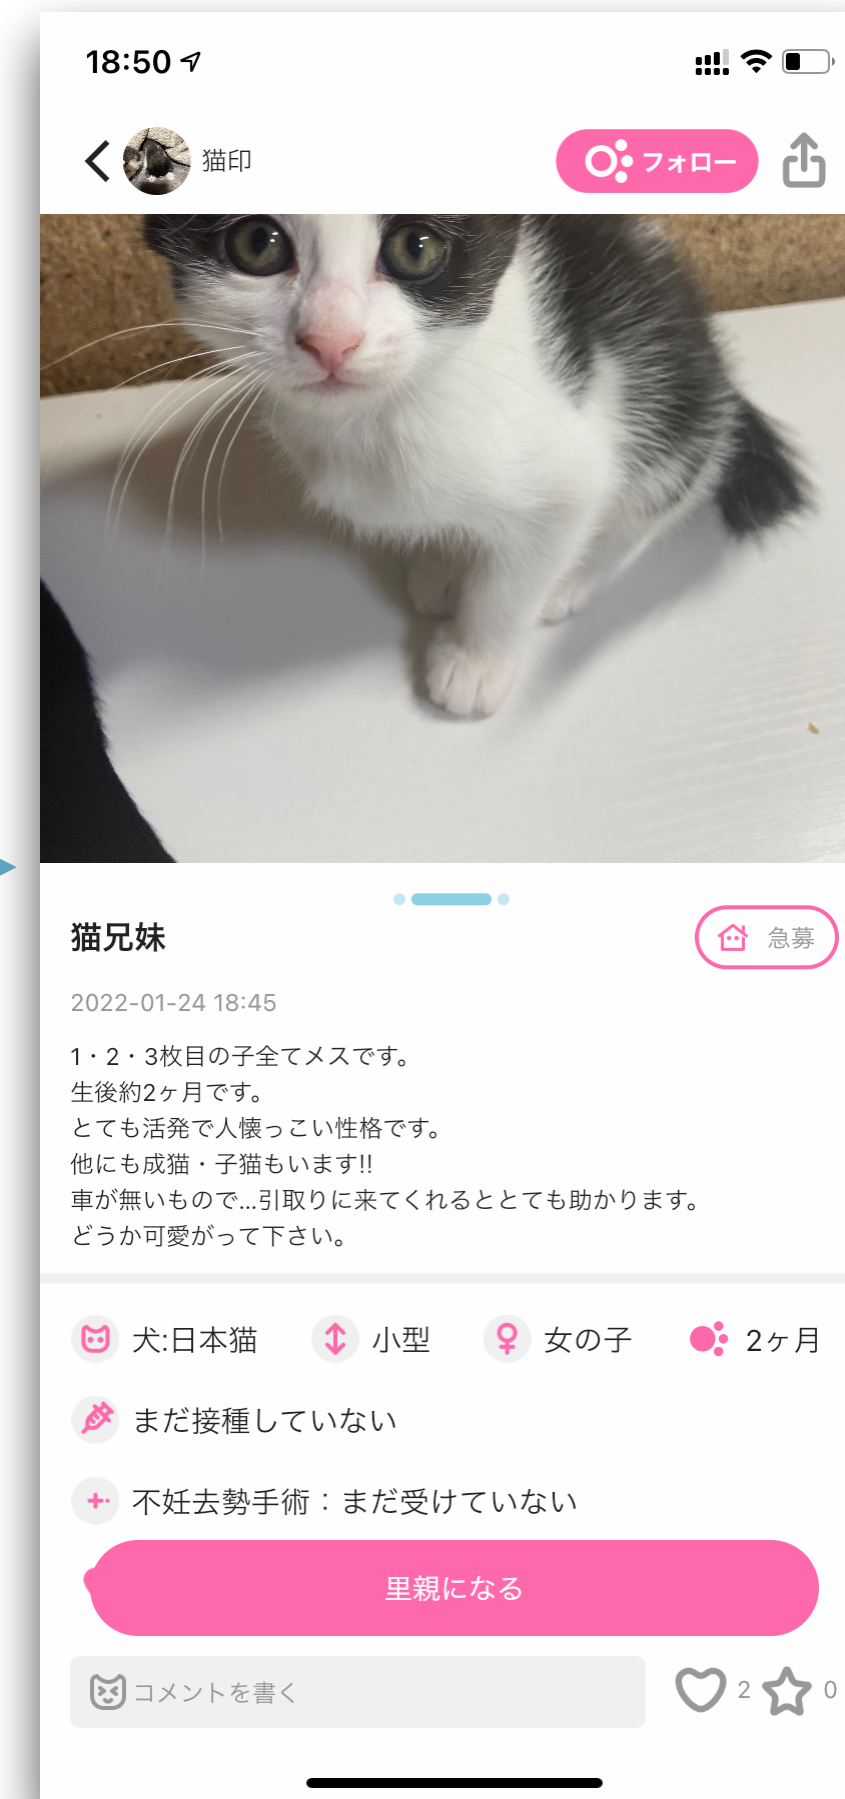 18:50
猫印
フォロー
猫兄妹
急募
2022-01-24 18:45
1・2・3枚目の子全てメスです。
生後約2ヶ月です。
とても活発で人懐っこい性格です。
他にも成猫・子猫もいます!!
車が無いもので...引取りに来てくれるととても助かります。
どうか可愛がって下さい。
犬:日本猫 小型 女の子 2ヶ月
まだ接種していない
不妊去勢手術：まだ受けていない
里親になる
コメントを書く 2 0